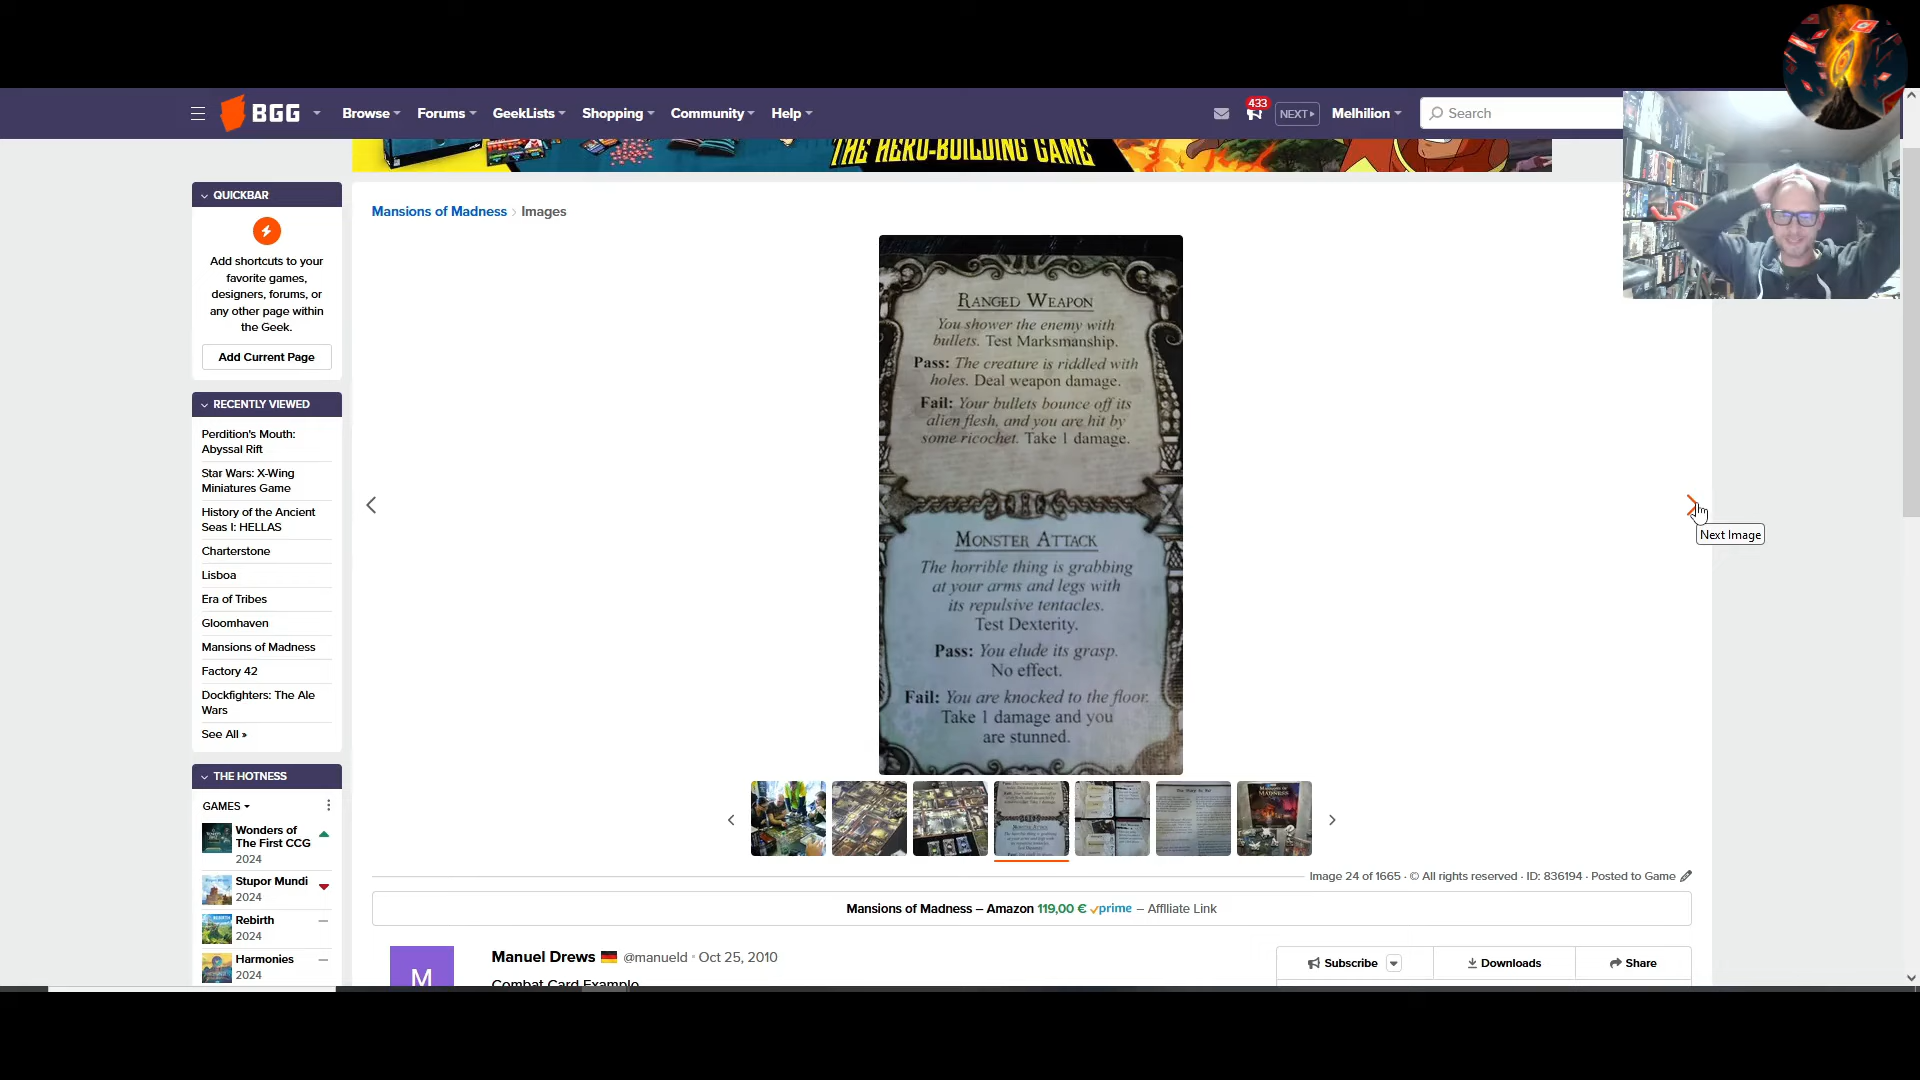 THE HERO-BUILDING GAME
BGG
Browse
Forums
GeekLists
Shopping
Community
Help
433
NEXT
Melhilion
Search
QUICKBAR
Add shortcuts to your
favorite games,
designers, forums, or
any other page within
the Geek.
Add Current Page
RECENTLY VIEWED
Perdition's Mouth:
Abyssal Rift
Star Wars: X-Wing
Miniatures Game
History of the Ancient
Seas I: HELLAS
Charterstone
Lisboa
Era of Tribes
Gloomhaven
Mansions of Madness
Factory 42
Dockfighters: The Ale
Wars
See All »
THE HOTNESS
GAMES
Wonders of
The First CCG
2024
Stupor Mundi
2024
Rebirth
2024
Harmonies
2024
Mansions of Madness › Images
RANGED WEAPON
You shower the enemy with
bullets. Test Marksmanship.
Pass: The creature is riddled with
holes. Deal weapon damage.
Fail: Your bullets bounce off its
alien flesh, and you are hit by
some ricochet. Take 1 damage.
MONSTER ATTACK
The horrible thing is grabbing
at your arms and legs with
its repulsive tentacles.
Test Dexterity.
Pass: You elude its grasp.
No effect.
Fail: You are knocked to the floor.
Take 1 damage and you
are stunned.
Next Image
Image 24 of 1665 · © All rights reserved · ID: 836194 · Posted to Game
Mansions of Madness – Amazon 119,00 € prime – Affiliate Link
M
Manuel Drews @manueld · Oct 25, 2010
Combat Card Example
Subscribe
Downloads
Share